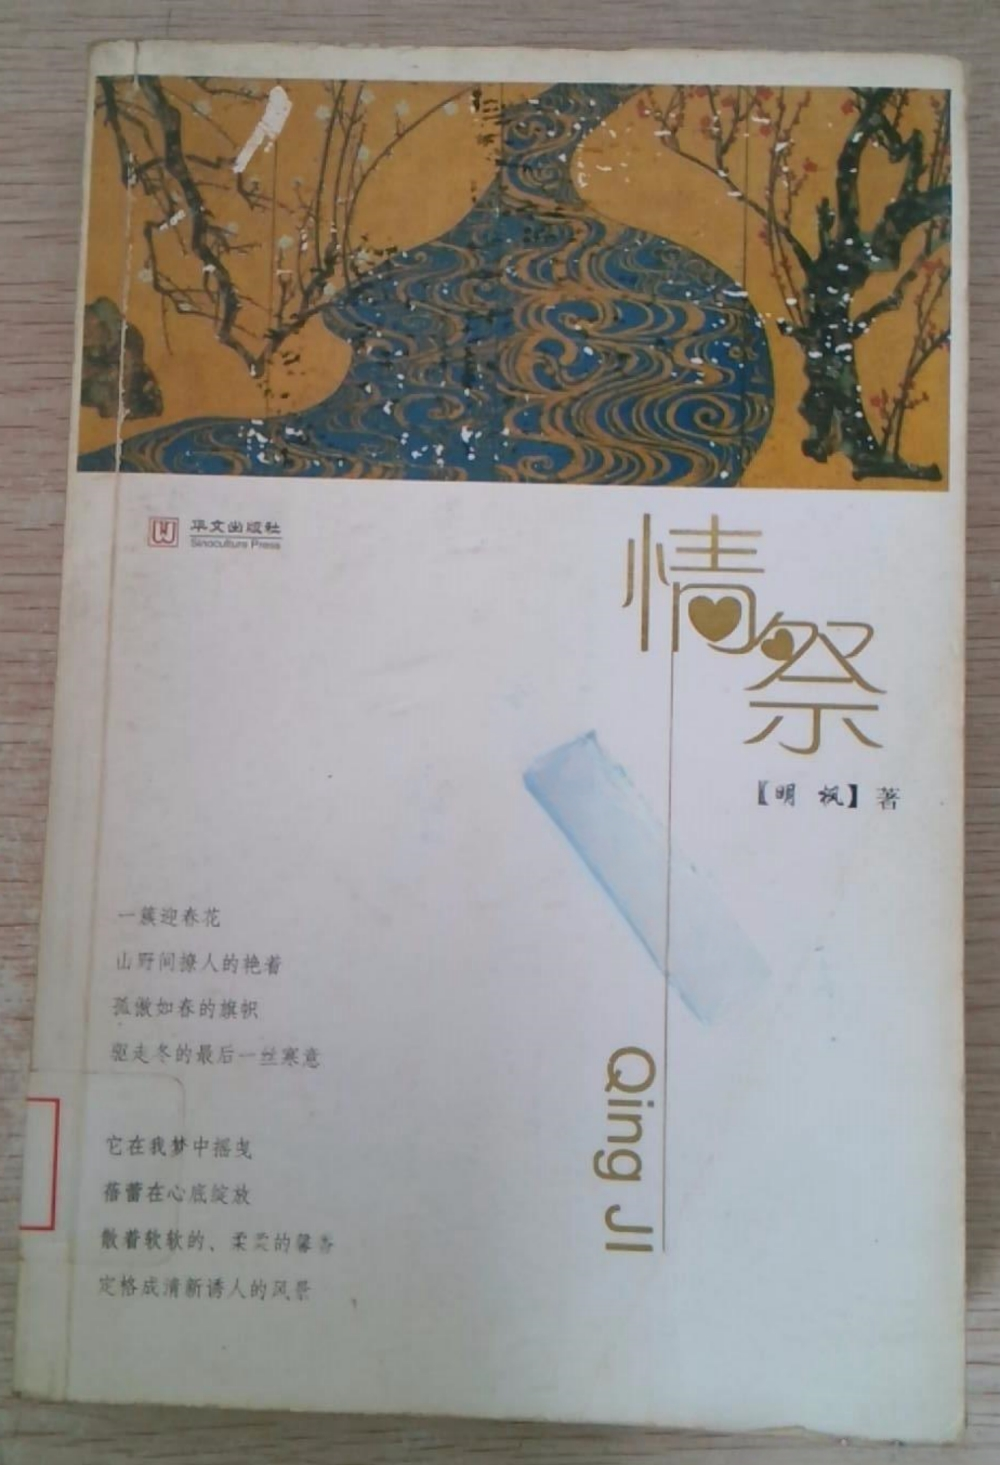 华文出版社
Sinoculture Press
情祭
【明 枫】著
一簇迎春花
山野间撩人的艳着
孤傲如春的旗帜
驱走冬的最后一丝寒意
它在我梦中摇曳
蓓蕾在心底绽放
散着软软的、柔柔的馨香
定格成清新诱人的风景
Qing JI